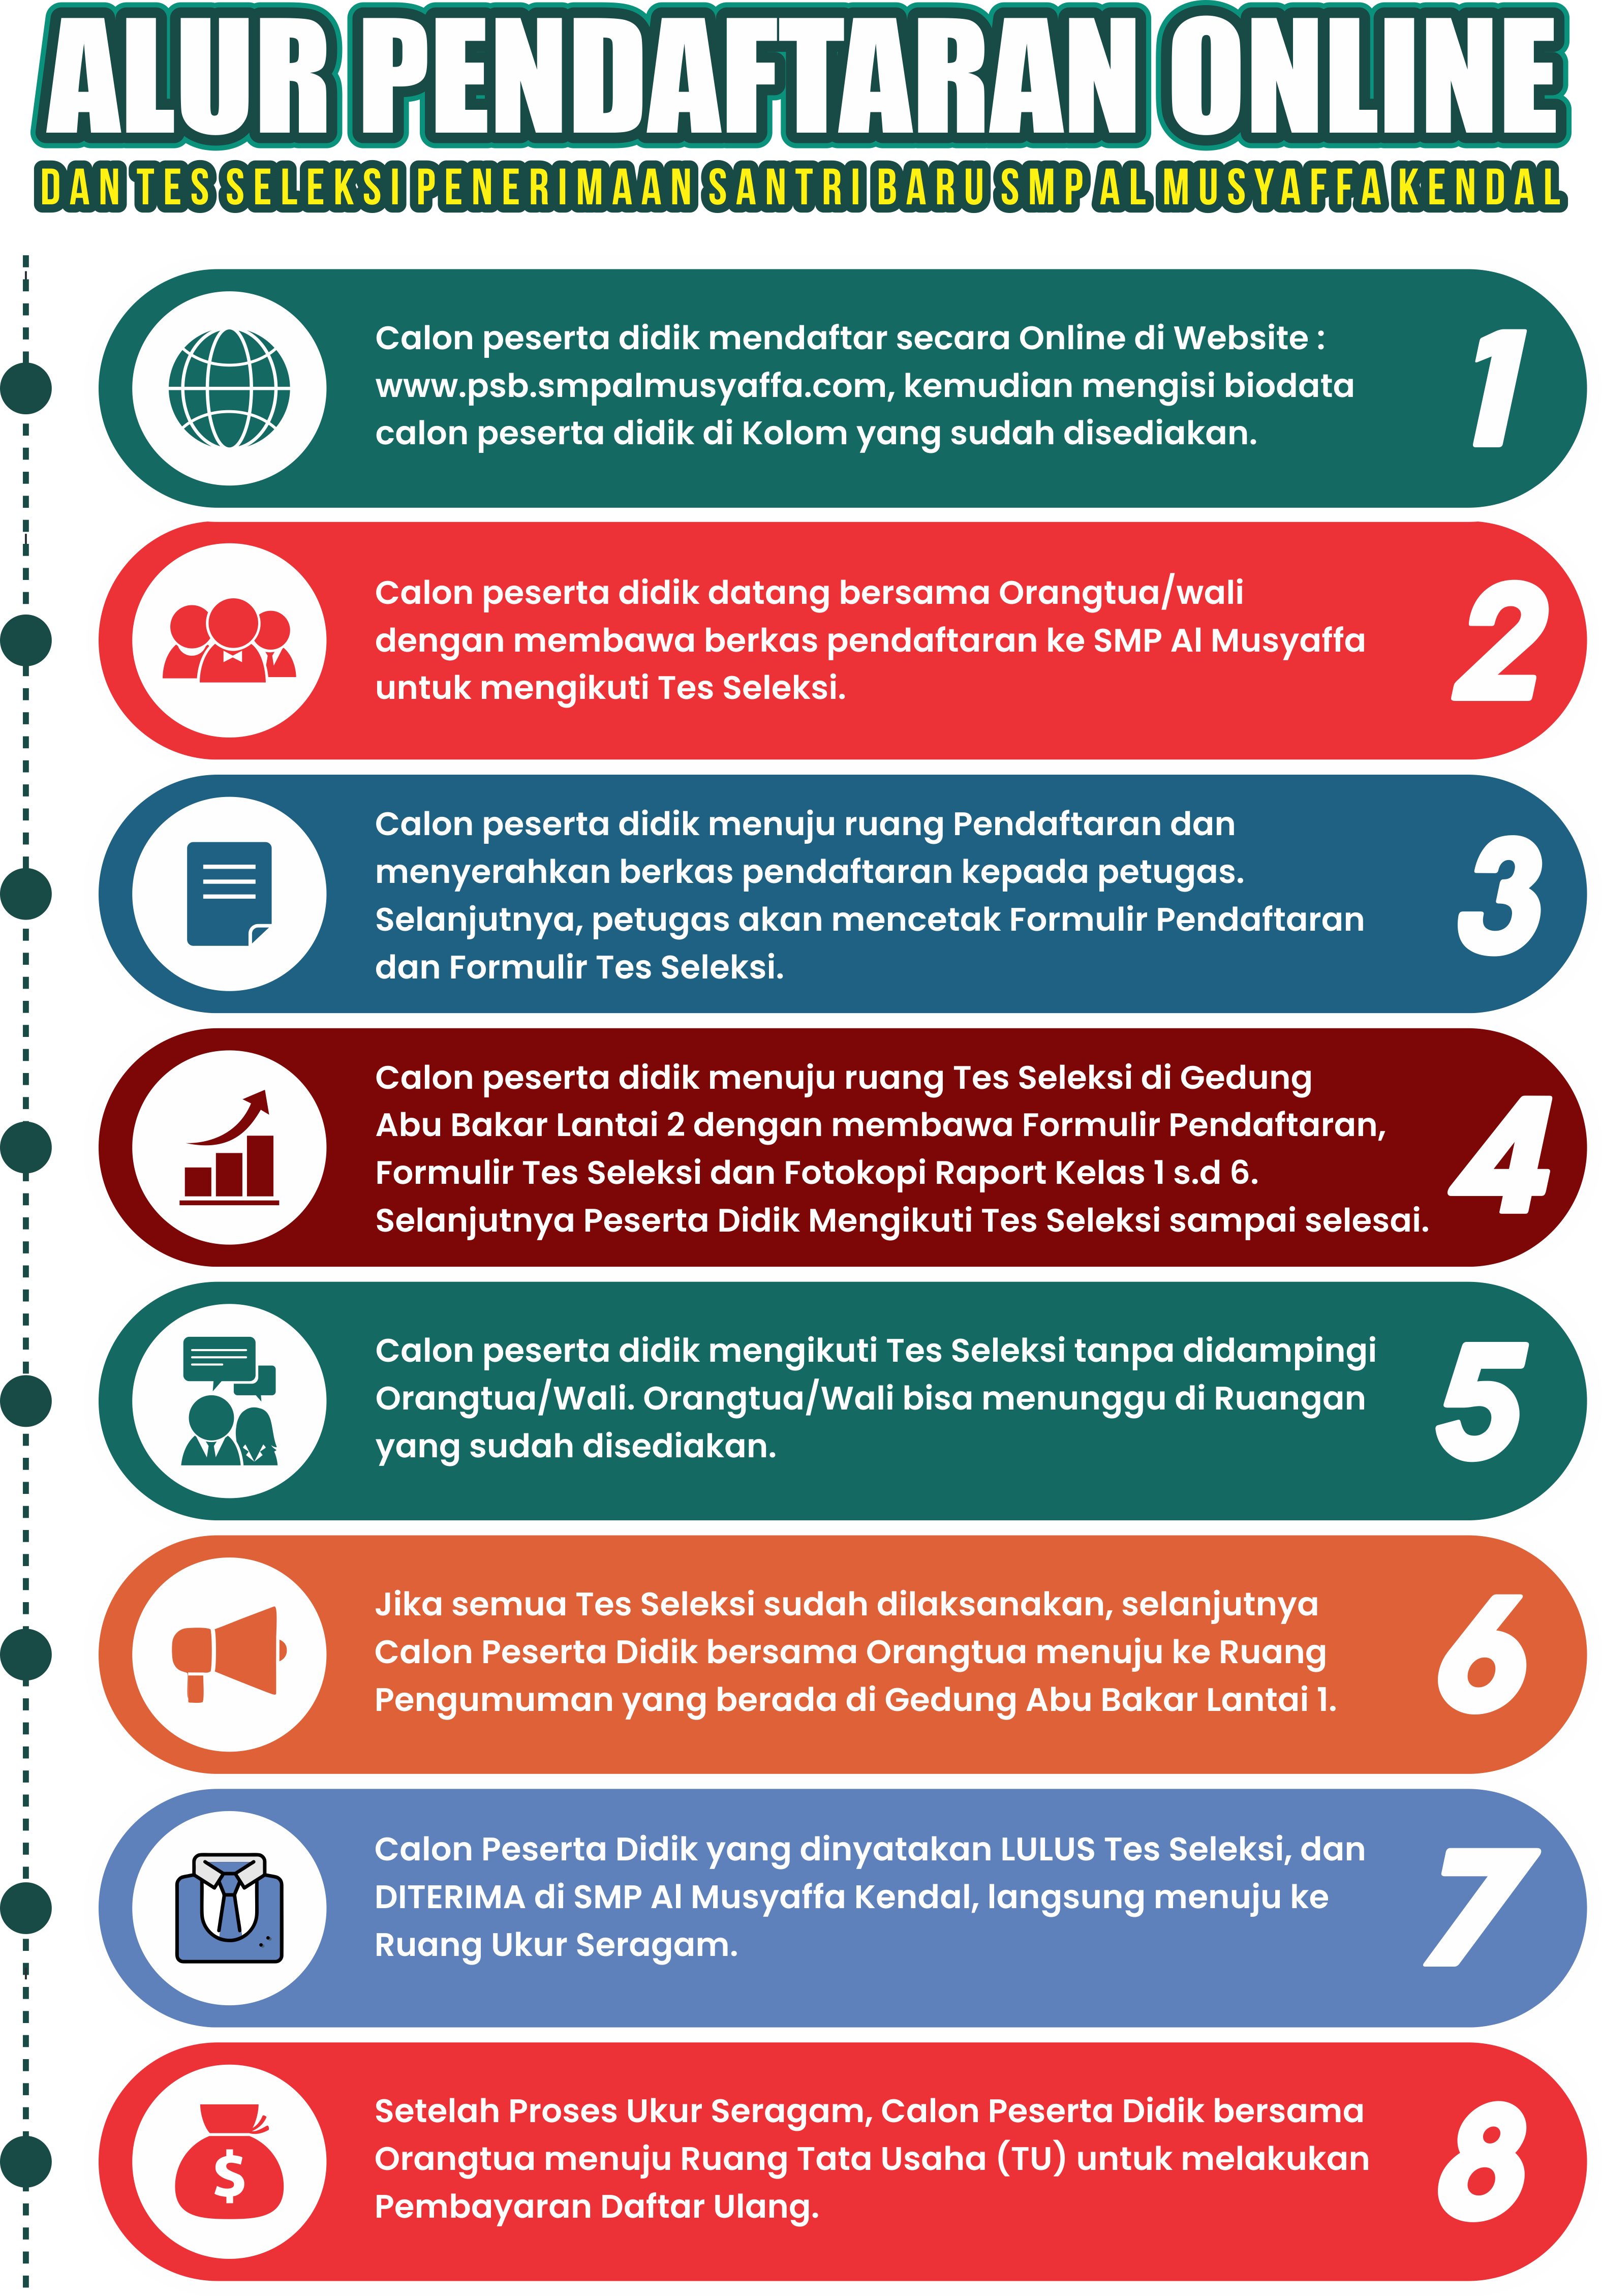 ALUR PENDAFTARAN ONLINE
DAN TES SELEKSI PENERIMAAN SANTRI BARU SMP AL MUSYAFFA KENDAL
Calon peserta didik mendaftar secara Online di Website :
www.psb.smpalmusyaffa.com, kemudian mengisi biodata
calon peserta didik di Kolom yang sudah disediakan.
1
Calon peserta didik datang bersama Orangtua/wali
dengan membawa berkas pendaftaran ke SMP Al Musyaffa
untuk mengikuti Tes Seleksi.
2
Calon peserta didik menuju ruang Pendaftaran dan
menyerahkan berkas pendaftaran kepada petugas.
Selanjutnya, petugas akan mencetak Formulir Pendaftaran
dan Formulir Tes Seleksi.
3
Calon peserta didik menuju ruang Tes Seleksi di Gedung
Abu Bakar Lantai 2 dengan membawa Formulir Pendaftaran,
Formulir Tes Seleksi dan Fotokopi Raport Kelas 1 s.d 6.
Selanjutnya Peserta Didik Mengikuti Tes Seleksi sampai selesai.
4
Calon peserta didik mengikuti Tes Seleksi tanpa didampingi
Orangtua/Wali. Orangtua/Wali bisa menunggu di Ruangan
yang sudah disediakan.
5
Jika semua Tes Seleksi sudah dilaksanakan, selanjutnya
Calon Peserta Didik bersama Orangtua menuju ke Ruang
Pengumuman yang berada di Gedung Abu Bakar Lantai 1.
6
Calon Peserta Didik yang dinyatakan LULUS Tes Seleksi, dan
DITERIMA di SMP Al Musyaffa Kendal, langsung menuju ke
Ruang Ukur Seragam.
7
$
Setelah Proses Ukur Seragam, Calon Peserta Didik bersama
Orangtua menuju Ruang Tata Usaha (TU) untuk melakukan
Pembayaran Daftar Ulang.
8